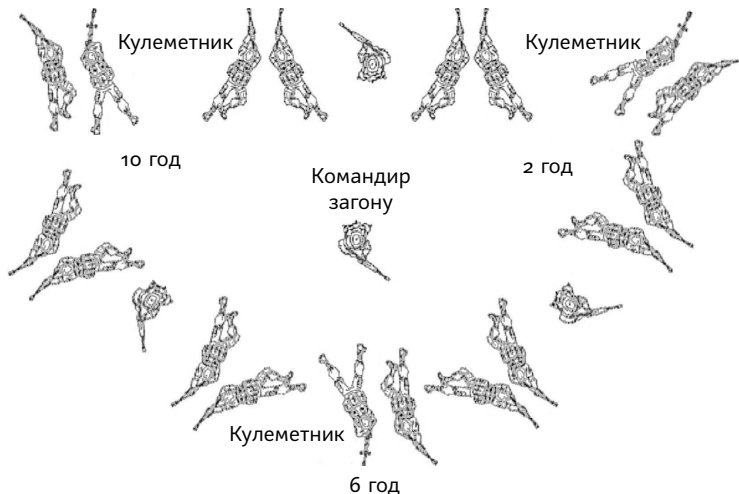 Кулеметник
Кулеметник
10 год
2 год
Командир
загону
Кулеметник
6 год